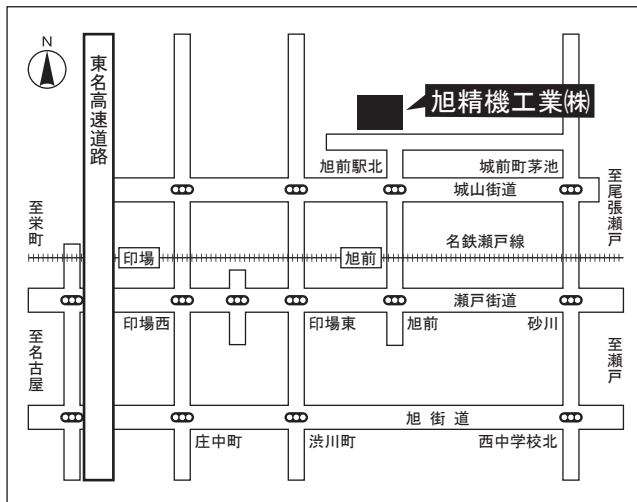 N
東名高速道路
旭精機工業㈱
旭前駅北
城前町茅池
城山街道
至栄町
至尾張瀬戸
名鉄瀬戸線
印場
旭前
瀬戸街道
印場西
印場東
旭前
砂川
至名古屋
至瀬戸
旭街道
庄中町
渋川町
西中学校北